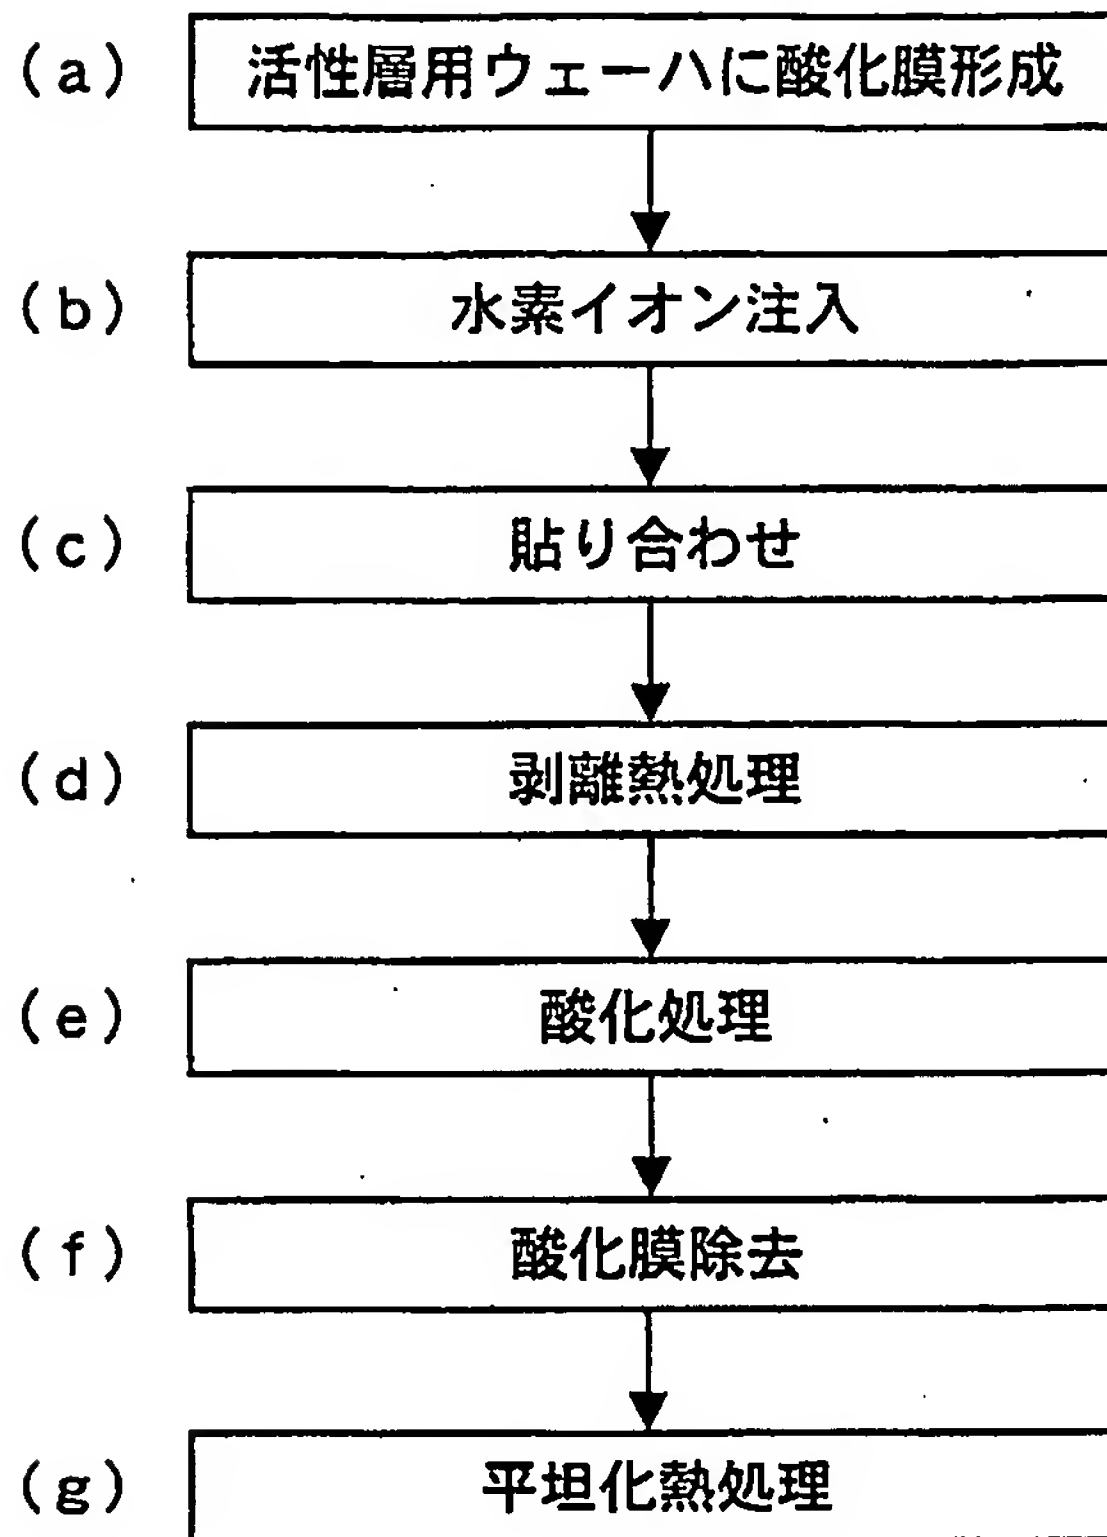 (a) 活性層用ウェーハに酸化膜形成
(b) 水素イオン注入
(c) 貼り合わせ
(d) 剥離熱処理
(e) 酸化処理
(f) 酸化膜除去
(g) 平坦化熱処理